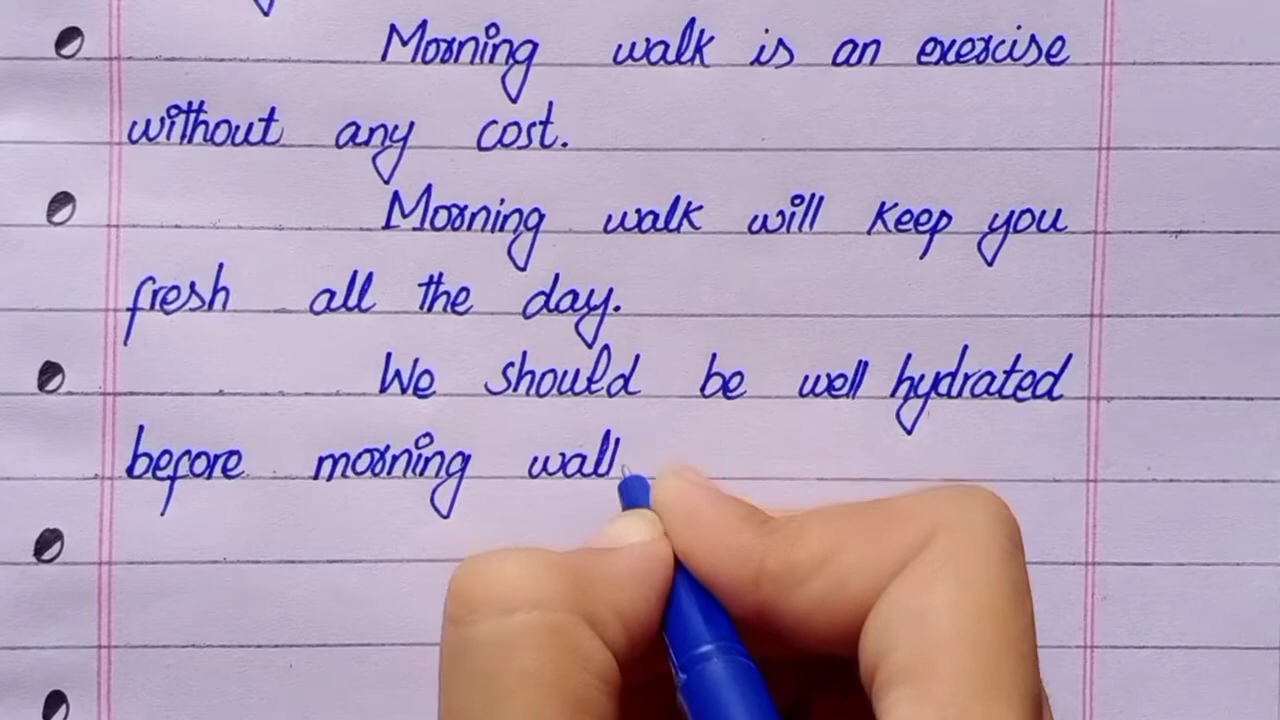 Morning walk is an exercise
without any cost.
Morning walk will keep you
fresh all the day.
We should be well hydrated
before morning wal